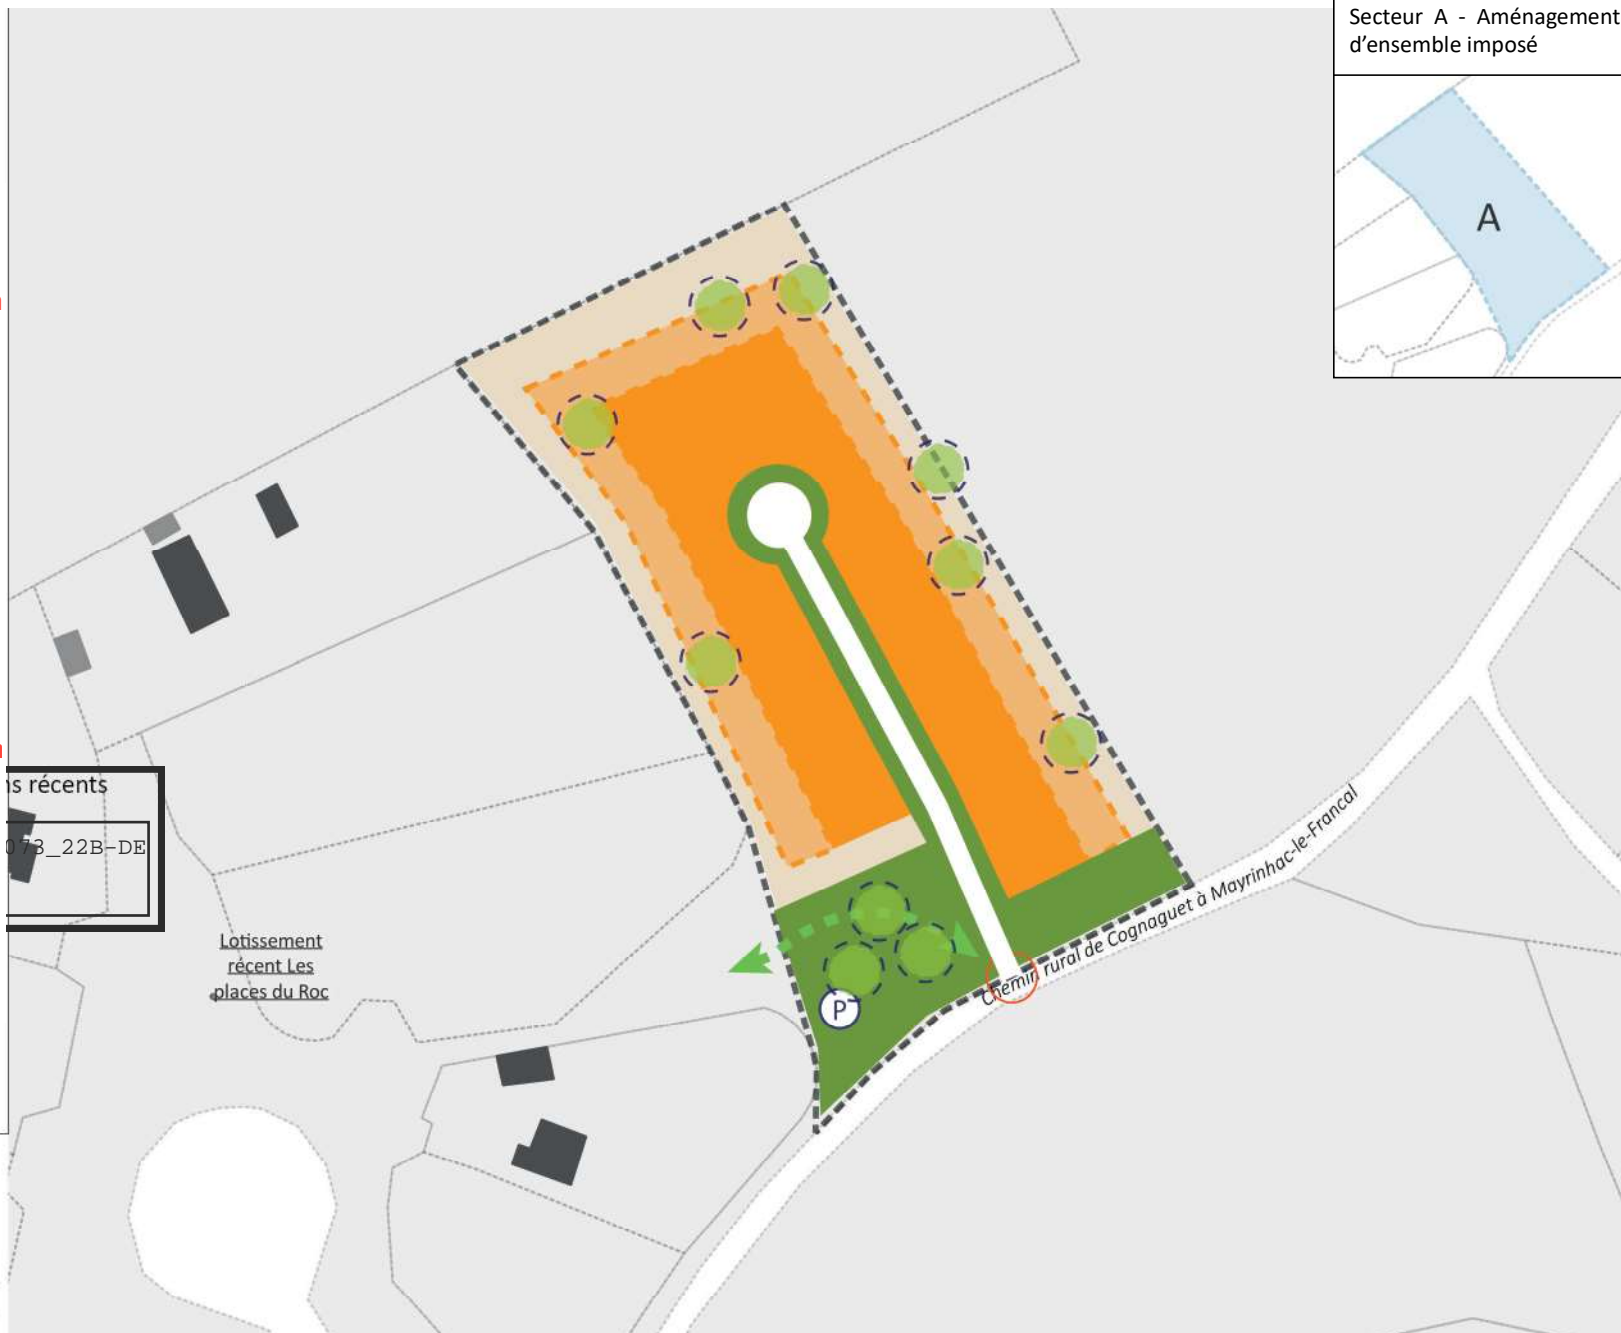 Secteur A - Aménagement
d'ensemble imposé
A
récents
73_22B-DE
Lotissement
récent Les
places du Roc
P
Chemin rural de Cognaguet à Mayrinhac-le-Francal